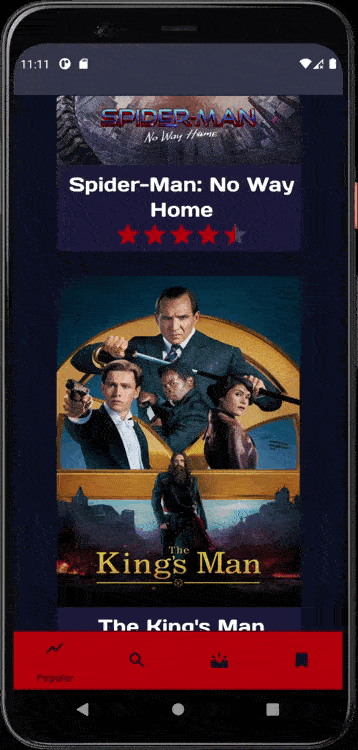 11:11
SPIDER-MAN
No Way Home
Spider-Man: No Way
Home
The
King's Man
The King's Man
Popular